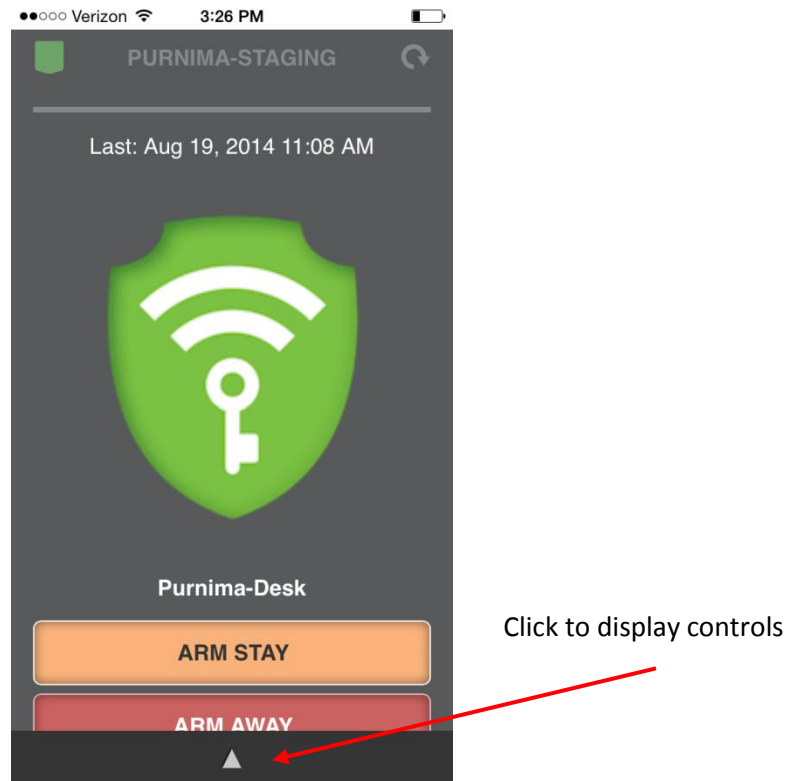 Verizon 3:26 PM
PURNIMA-STAGING
Last: Aug 19, 2014 11:08 AM
Purnima-Desk
Click to display controls
ARM STAY
ARM AWAY